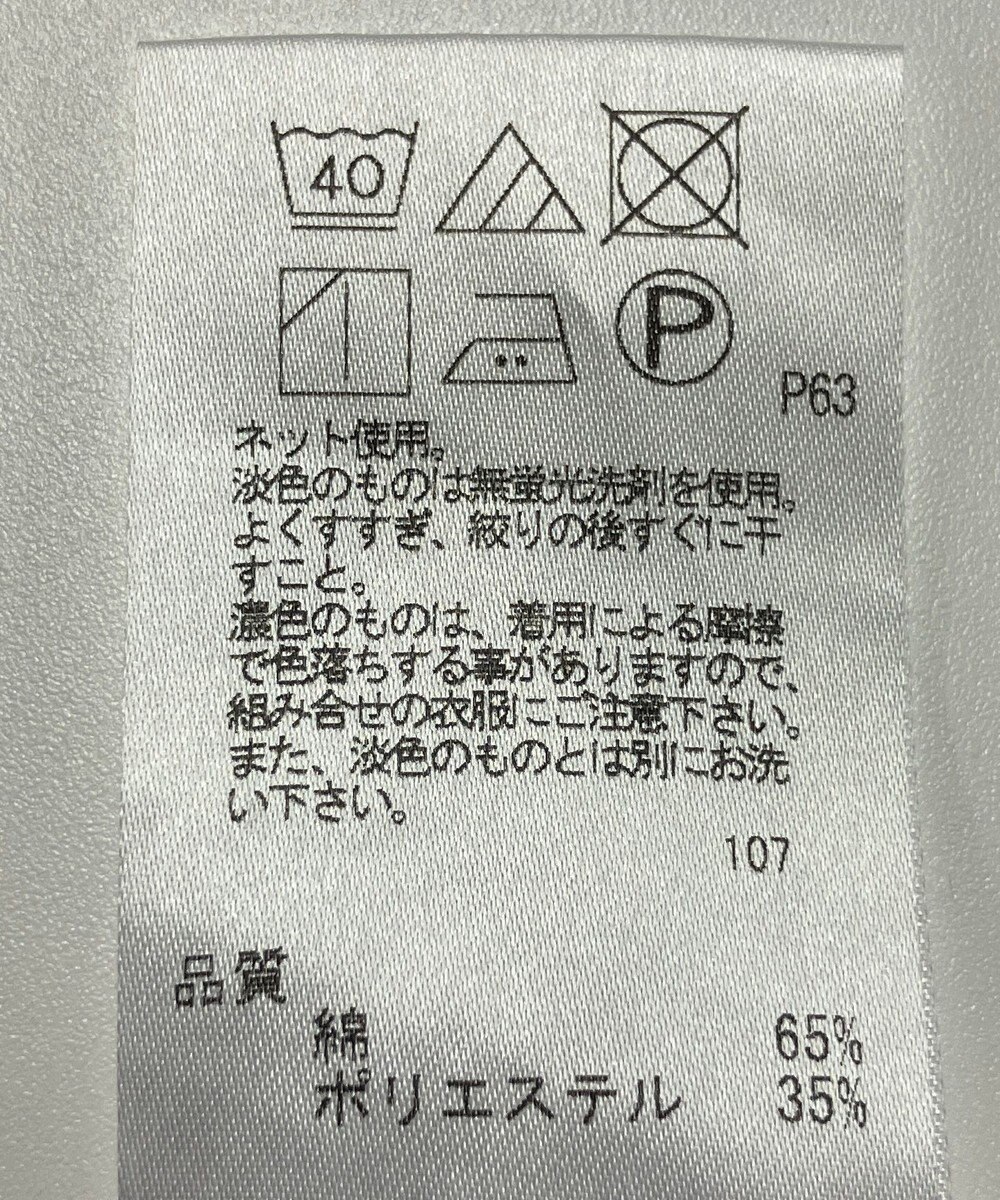 40
P
P63
ネット使用。
淡色のものは無蛍光洗剤を使用。
よくすすぎ、絞りの後すぐに干
すこと。
濃色のものは、着用による摩擦
で色落ちする事がありますので、
組み合せの衣服にご注意下さい。
また、淡色のものとは別にお洗
い下さい。
107
品質
綿 65%
ポリエステル 35%